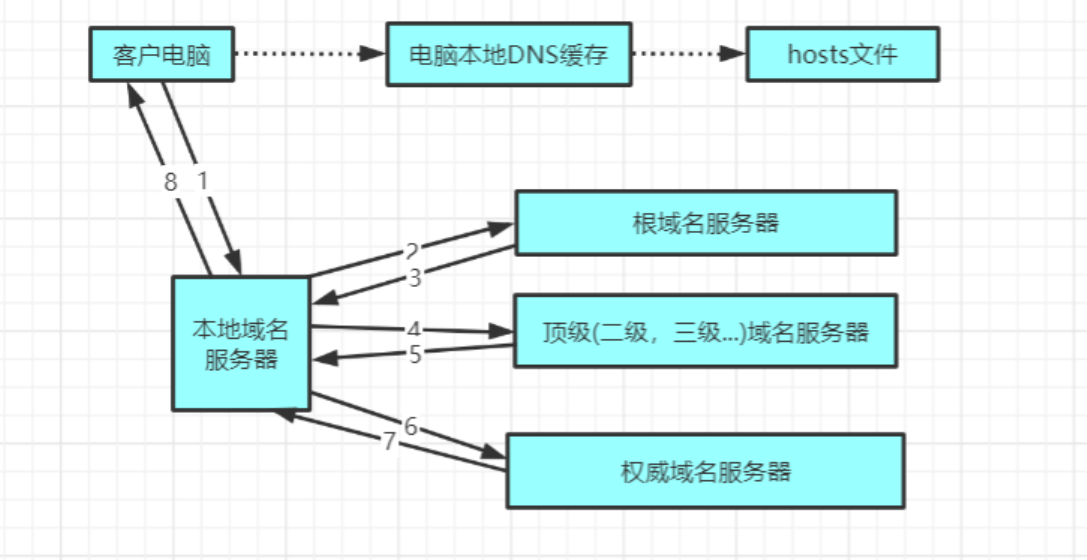 客户电脑
电脑本地DNS缓存
hosts文件
8
1
根域名服务器
2
3
本地域名
服务器
顶级(二级，三级...)域名服务器
4
5
6
7
权威域名服务器